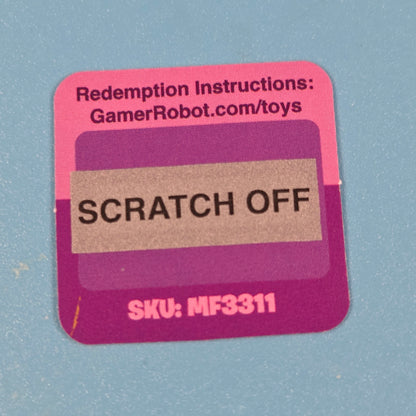 Redemption Instructions:
GamerRobot.com/toys
SCRATCH OFF
SKU: MF3311